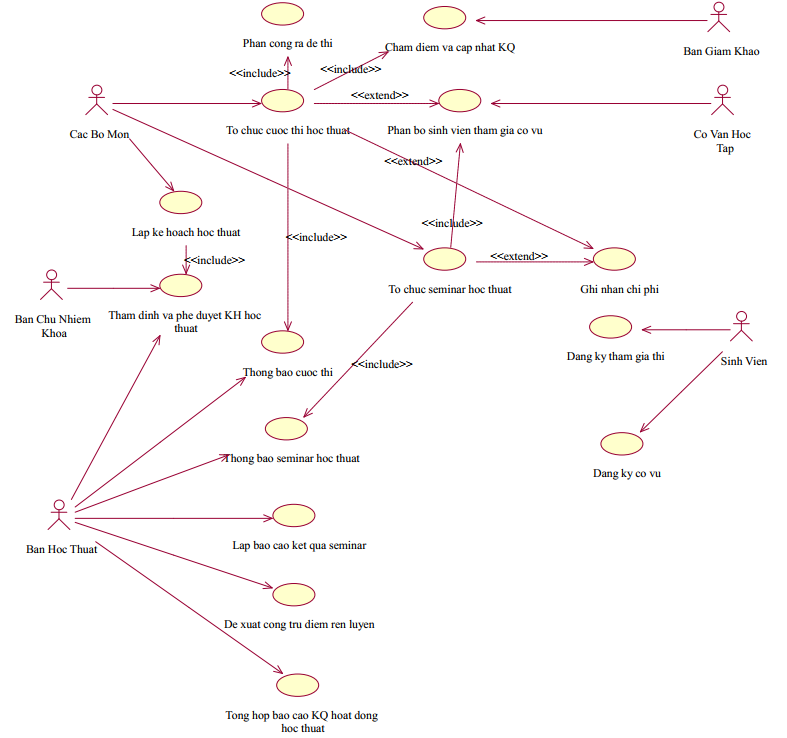 Phan cong ra de thi
Cham diem va cap nhat KQ
Ban Giam Khao
<<include>>
<<include>>
<<extend>>
Cac Bo Mon
To chuc cuoc thi hoc thuat
Phan bo sinh vien tham gia co vu
Co Van Hoc
Tap
<<extend>>
Lap ke hoach hoc thuat
<<include>>
<<include>>
<<include>>
<<extend>>
To chuc seminar hoc thuat
Ghi nhan chi phi
Ban Chu Nhiem
Khoa
Tham dinh va phe duyet KH hoc
thuat
Dang ky tham gia thi
Sinh Vien
Thong bao cuoc thi
<<include>>
Thong bao seminar hoc thuat
Dang ky co vu
Ban Hoc Thuat
Lap bao cao ket qua seminar
De xuat cong tru diem ren luyen
Tong hop bao cao KQ hoat dong
hoc thuat